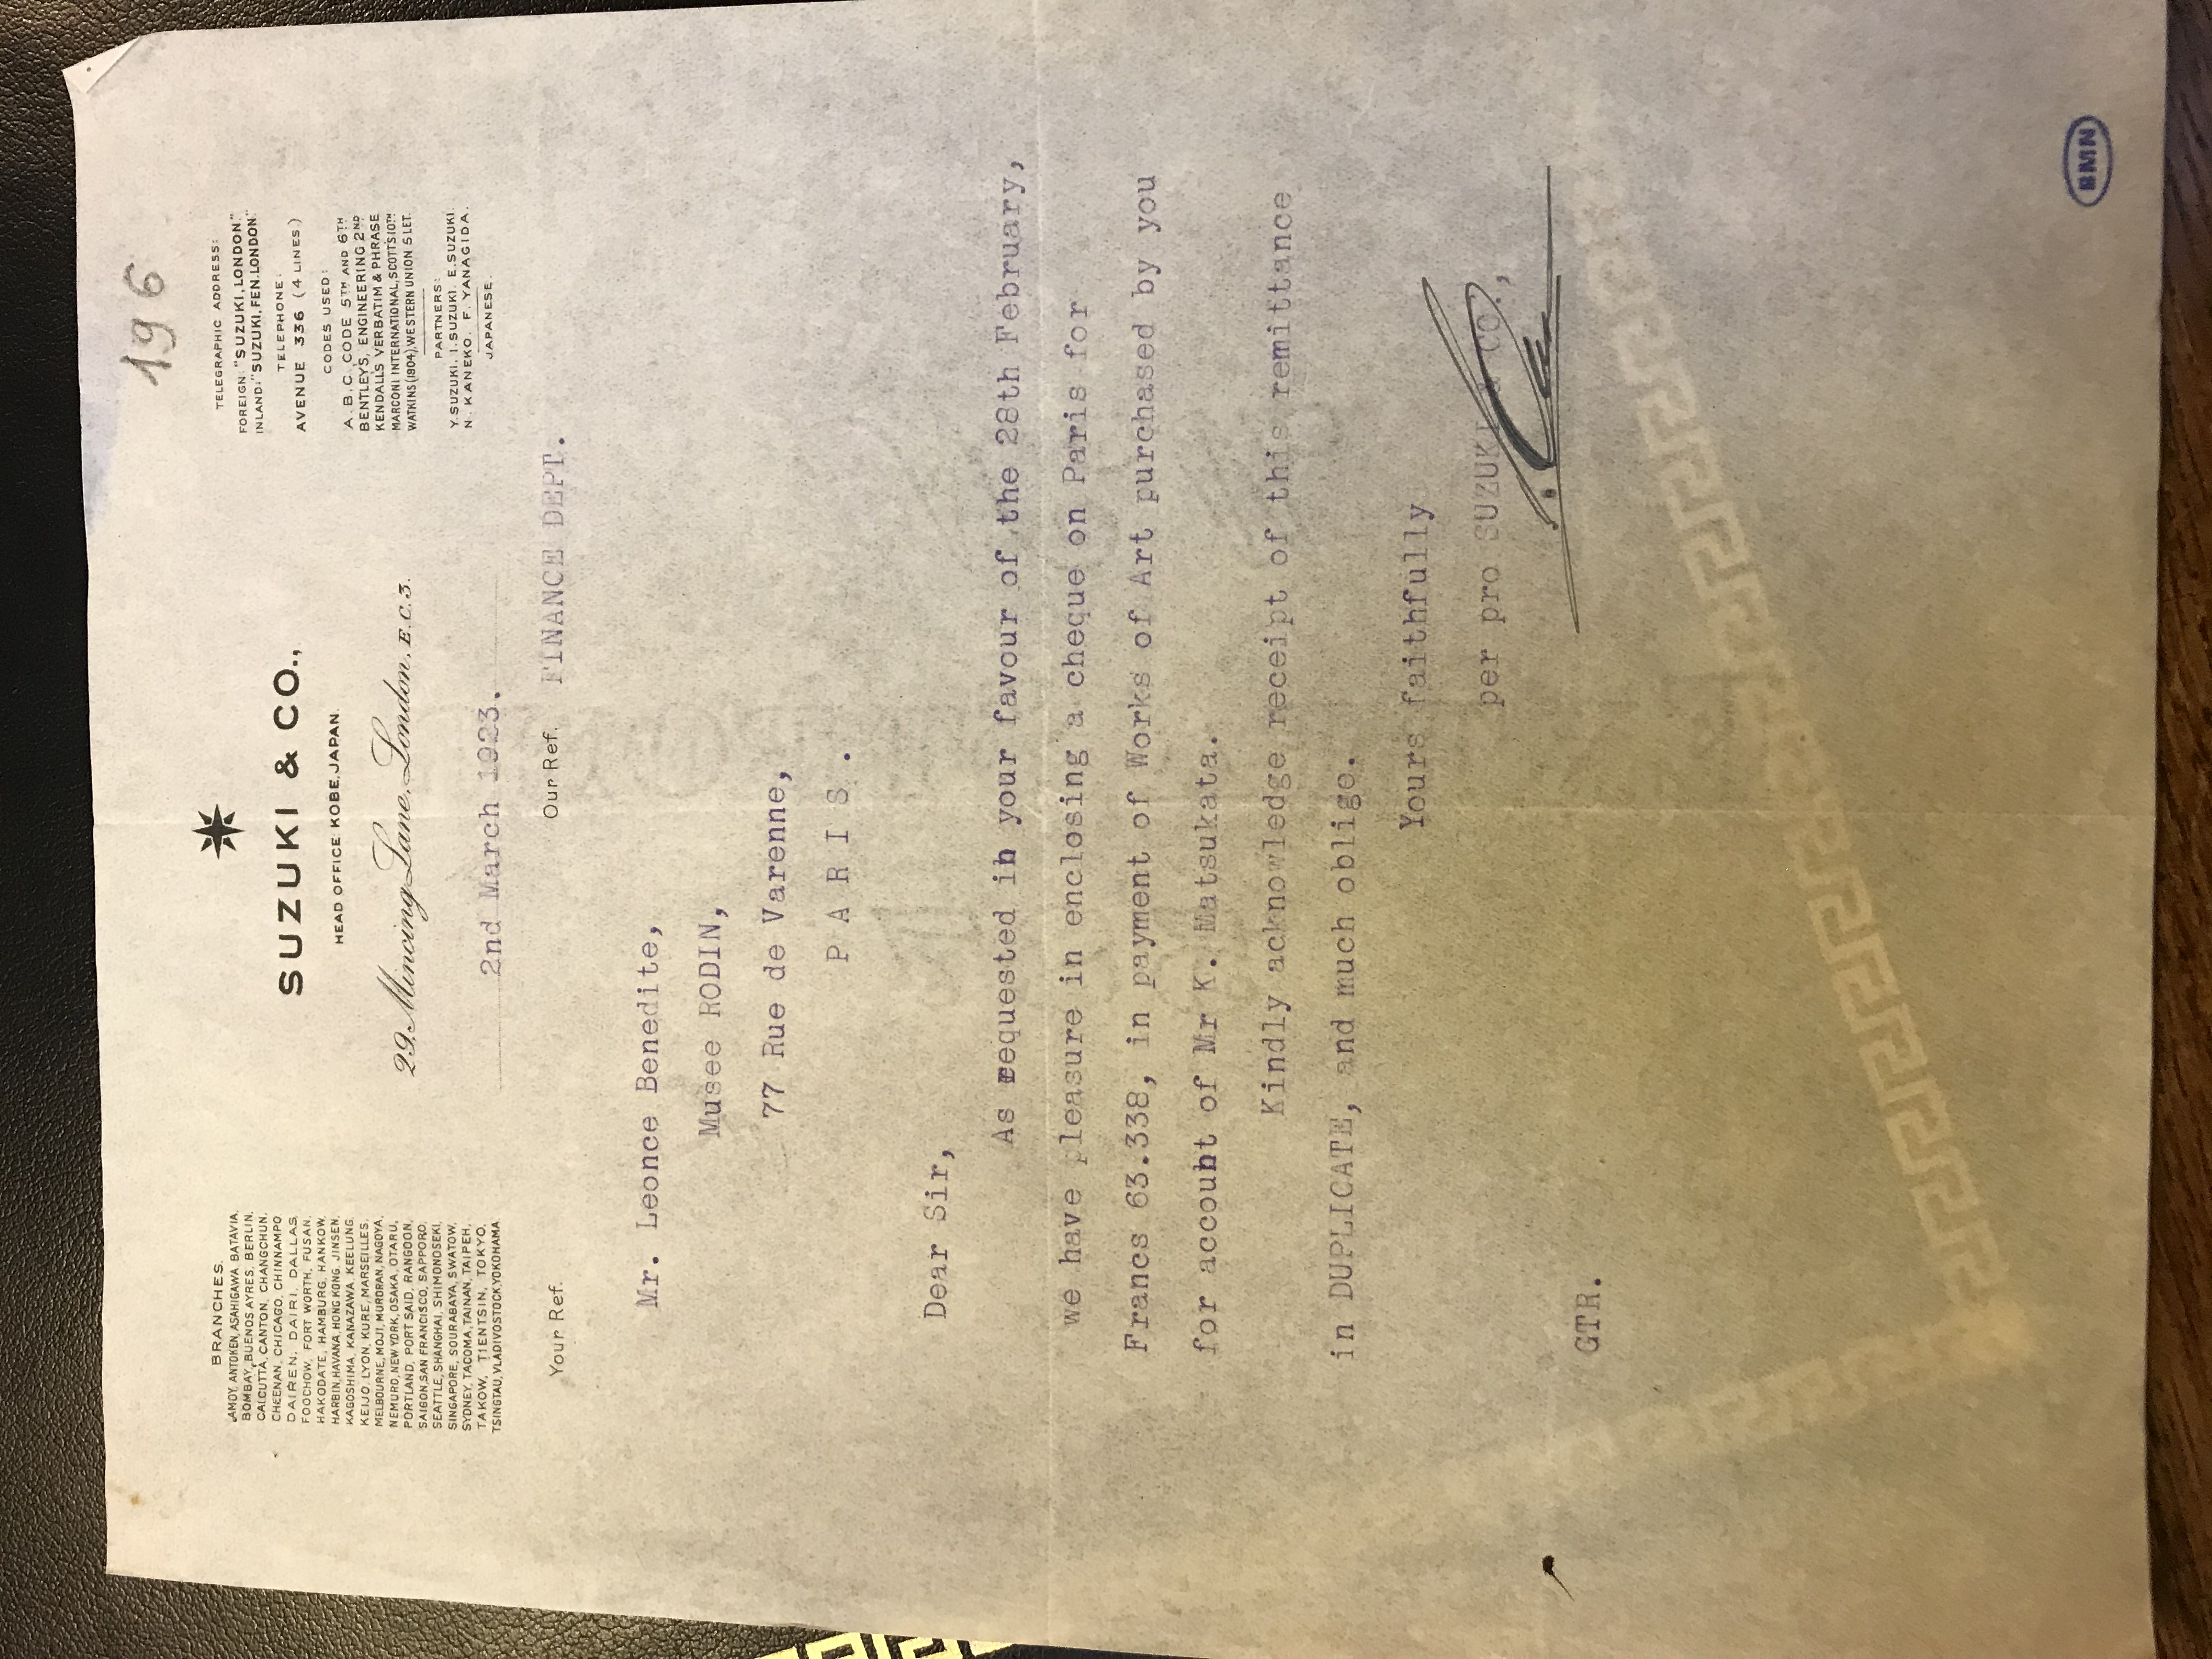 196
BRANCHES.
AMOY, ANTOKEN, ASAHIGAWA, BATAVIA,
BOMBAY, BUENOS AYRES, BERLIN,
CALCUTTA, CANTON, CHANGCHUN,
CHEENAN, CHICAGO, CHINNAMPO
DAIREN, DAIRI, DALLAS
FOOCHOW, FORT WORTH, FUSAN,
HAKODATE, HAMBURG, HANKOW,
HARBIN, HAVANA, HONG KONG, JINSEN,
KAGOSHIMA, KANAZAWA, KEELUNG,
KEIJO, LYON, KURE, MARSEILLES,
MELBOURNE, MOJI, MURORAN, NAGOYA,
NEMURO, NEW YORK, OSAKA, OTARU,
PORTLAND, PORT SAID, RANGOON,
SAIGON, SAN FRANCISCO, SAPPORO,
SEATTLE, SHANGHAI, SHIMONOSEKI,
SINGAPORE, SOURABAYA, SWATOW,
SYDNEY, TACOMA, TAINAN, TAIPEH,
TAKOW, TIENTSIN, TOKYO,
TSINGTAU, VLADIVOSTOCK, YOKOHAMA
SUZUKI & CO.,
HEAD OFFICE: KOBE, JAPAN.
29, Mincing Lane, London, E.C.3.
2nd March 1923.
TELEGRAPHIC ADDRESS:
FOREIGN: "SUZUKI, LONDON."
INLAND: "SUZUKI, FEN, LONDON."
TELEPHONE:
AVENUE 336 (4 LINES)
CODES USED:
A.B.C. CODE 5TH AND 6TH
BENTLEY'S, ENGINEERING 2ND
KENDALL'S VERBATIM & PHRASE
MARCONI INTERNATIONAL, SCOTT'S 10TH
WATKINS (1904), WESTERN UNION 5 LET.
PARTNERS:
Y. SUZUKI. I. SUZUKI. E. SUZUKI.
N. KANEKO. F. YANAGIDA.
JAPANESE.
Your Ref.
Our Ref. FINANCE DEPT.
Mr. Leonce Benedite,
Musee RODIN,
77 Rue de Varenne,
P A R I S .
Dear Sir,
As requested in your favour of the 28th February,
we have pleasure in enclosing a cheque on Paris for
Francs 63.338, in payment of Works of Art purchased by you
for account of Mr K. Matsukata.
Kindly acknowledge receipt of this remittance
in DUPLICATE, and much oblige.
Yours faithfully
per pro SUZUKI & CO.,
GTR.
BMN